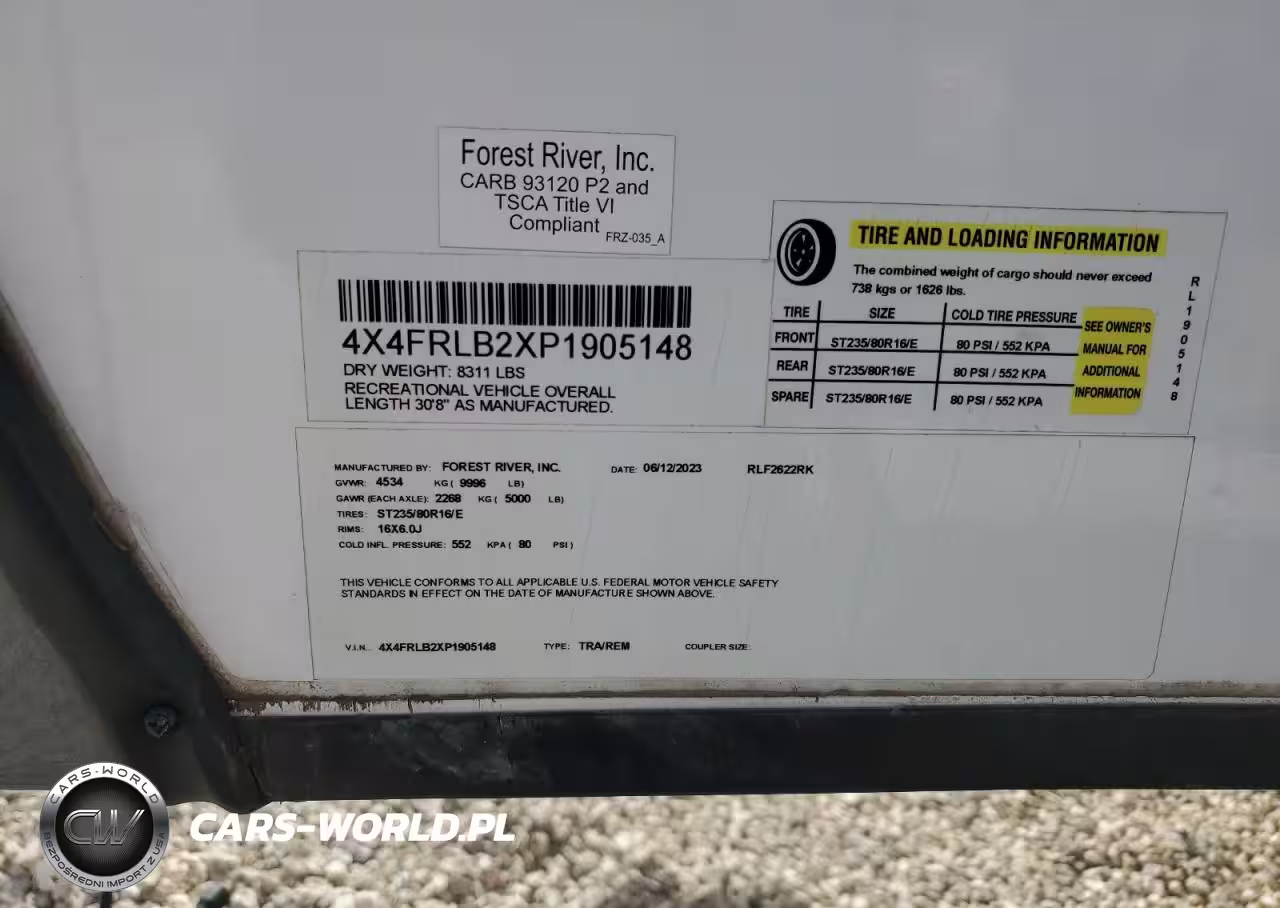 Forest River, Inc.
CARB 93120 P2 and
TSCA Title VI
Compliant
FRZ-035_A
4X4FRLB2XP1905148
DRY WEIGHT: 8311 LBS
RECREATIONAL VEHICLE OVERALL
LENGTH 30'8" AS MANUFACTURED.
TIRE AND LOADING INFORMATION
The combined weight of cargo should never exceed
738 kgs or 1626 lbs.
TIRE SIZE COLD TIRE PRESSURE
FRONT ST235/80R16/E 80 PSI / 552 KPA
REAR ST235/80R16/E 80 PSI / 552 KPA
SPARE ST235/80R16/E 80 PSI / 552 KPA
SEE OWNER'S
MANUAL FOR
ADDITIONAL
INFORMATION
RL1905148
MANUFACTURED BY: FOREST RIVER, INC. DATE: 06/12/2023 RLF2622RK
GVWR: 4534 KG ( 9996 LB)
GAWR (EACH AXLE): 2268 KG ( 5000 LB)
TIRES: ST235/80R16/E
RIMS: 16X6.0J
COLD INFL. PRESSURE: 552 KPA ( 80 PSI )
THIS VEHICLE CONFORMS TO ALL APPLICABLE U.S. FEDERAL MOTOR VEHICLE SAFETY
STANDARDS IN EFFECT ON THE DATE OF MANUFACTURE SHOWN ABOVE.
V.I.N.: 4X4FRLB2XP1905148 TYPE: TRA/REM COUPLER SIZE:
CARS-WORLD
CW
BEZPOŚREDNI IMPORT Z USA
CARS-WORLD.PL